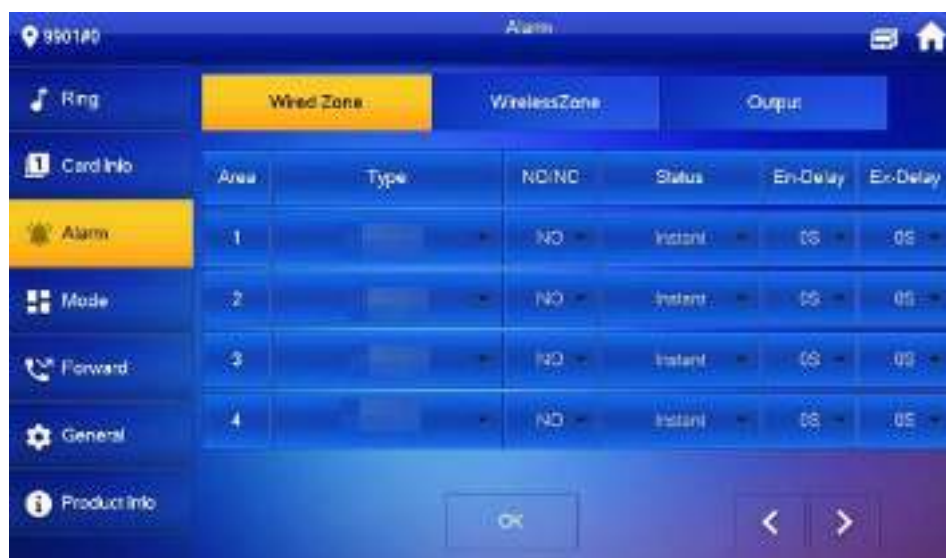 9901#0
Alarm
Ring
Card Info
Alarm
Mode
Forward
General
Product Info
Wired Zone WirelessZone Output
Area Type NO/NC Status En-Delay Ex-Delay
1 NO Instant 0S 0S
2 NO Instant 0S 0S
3 NO Instant 0S 0S
4 NO Instant 0S 0S
OK